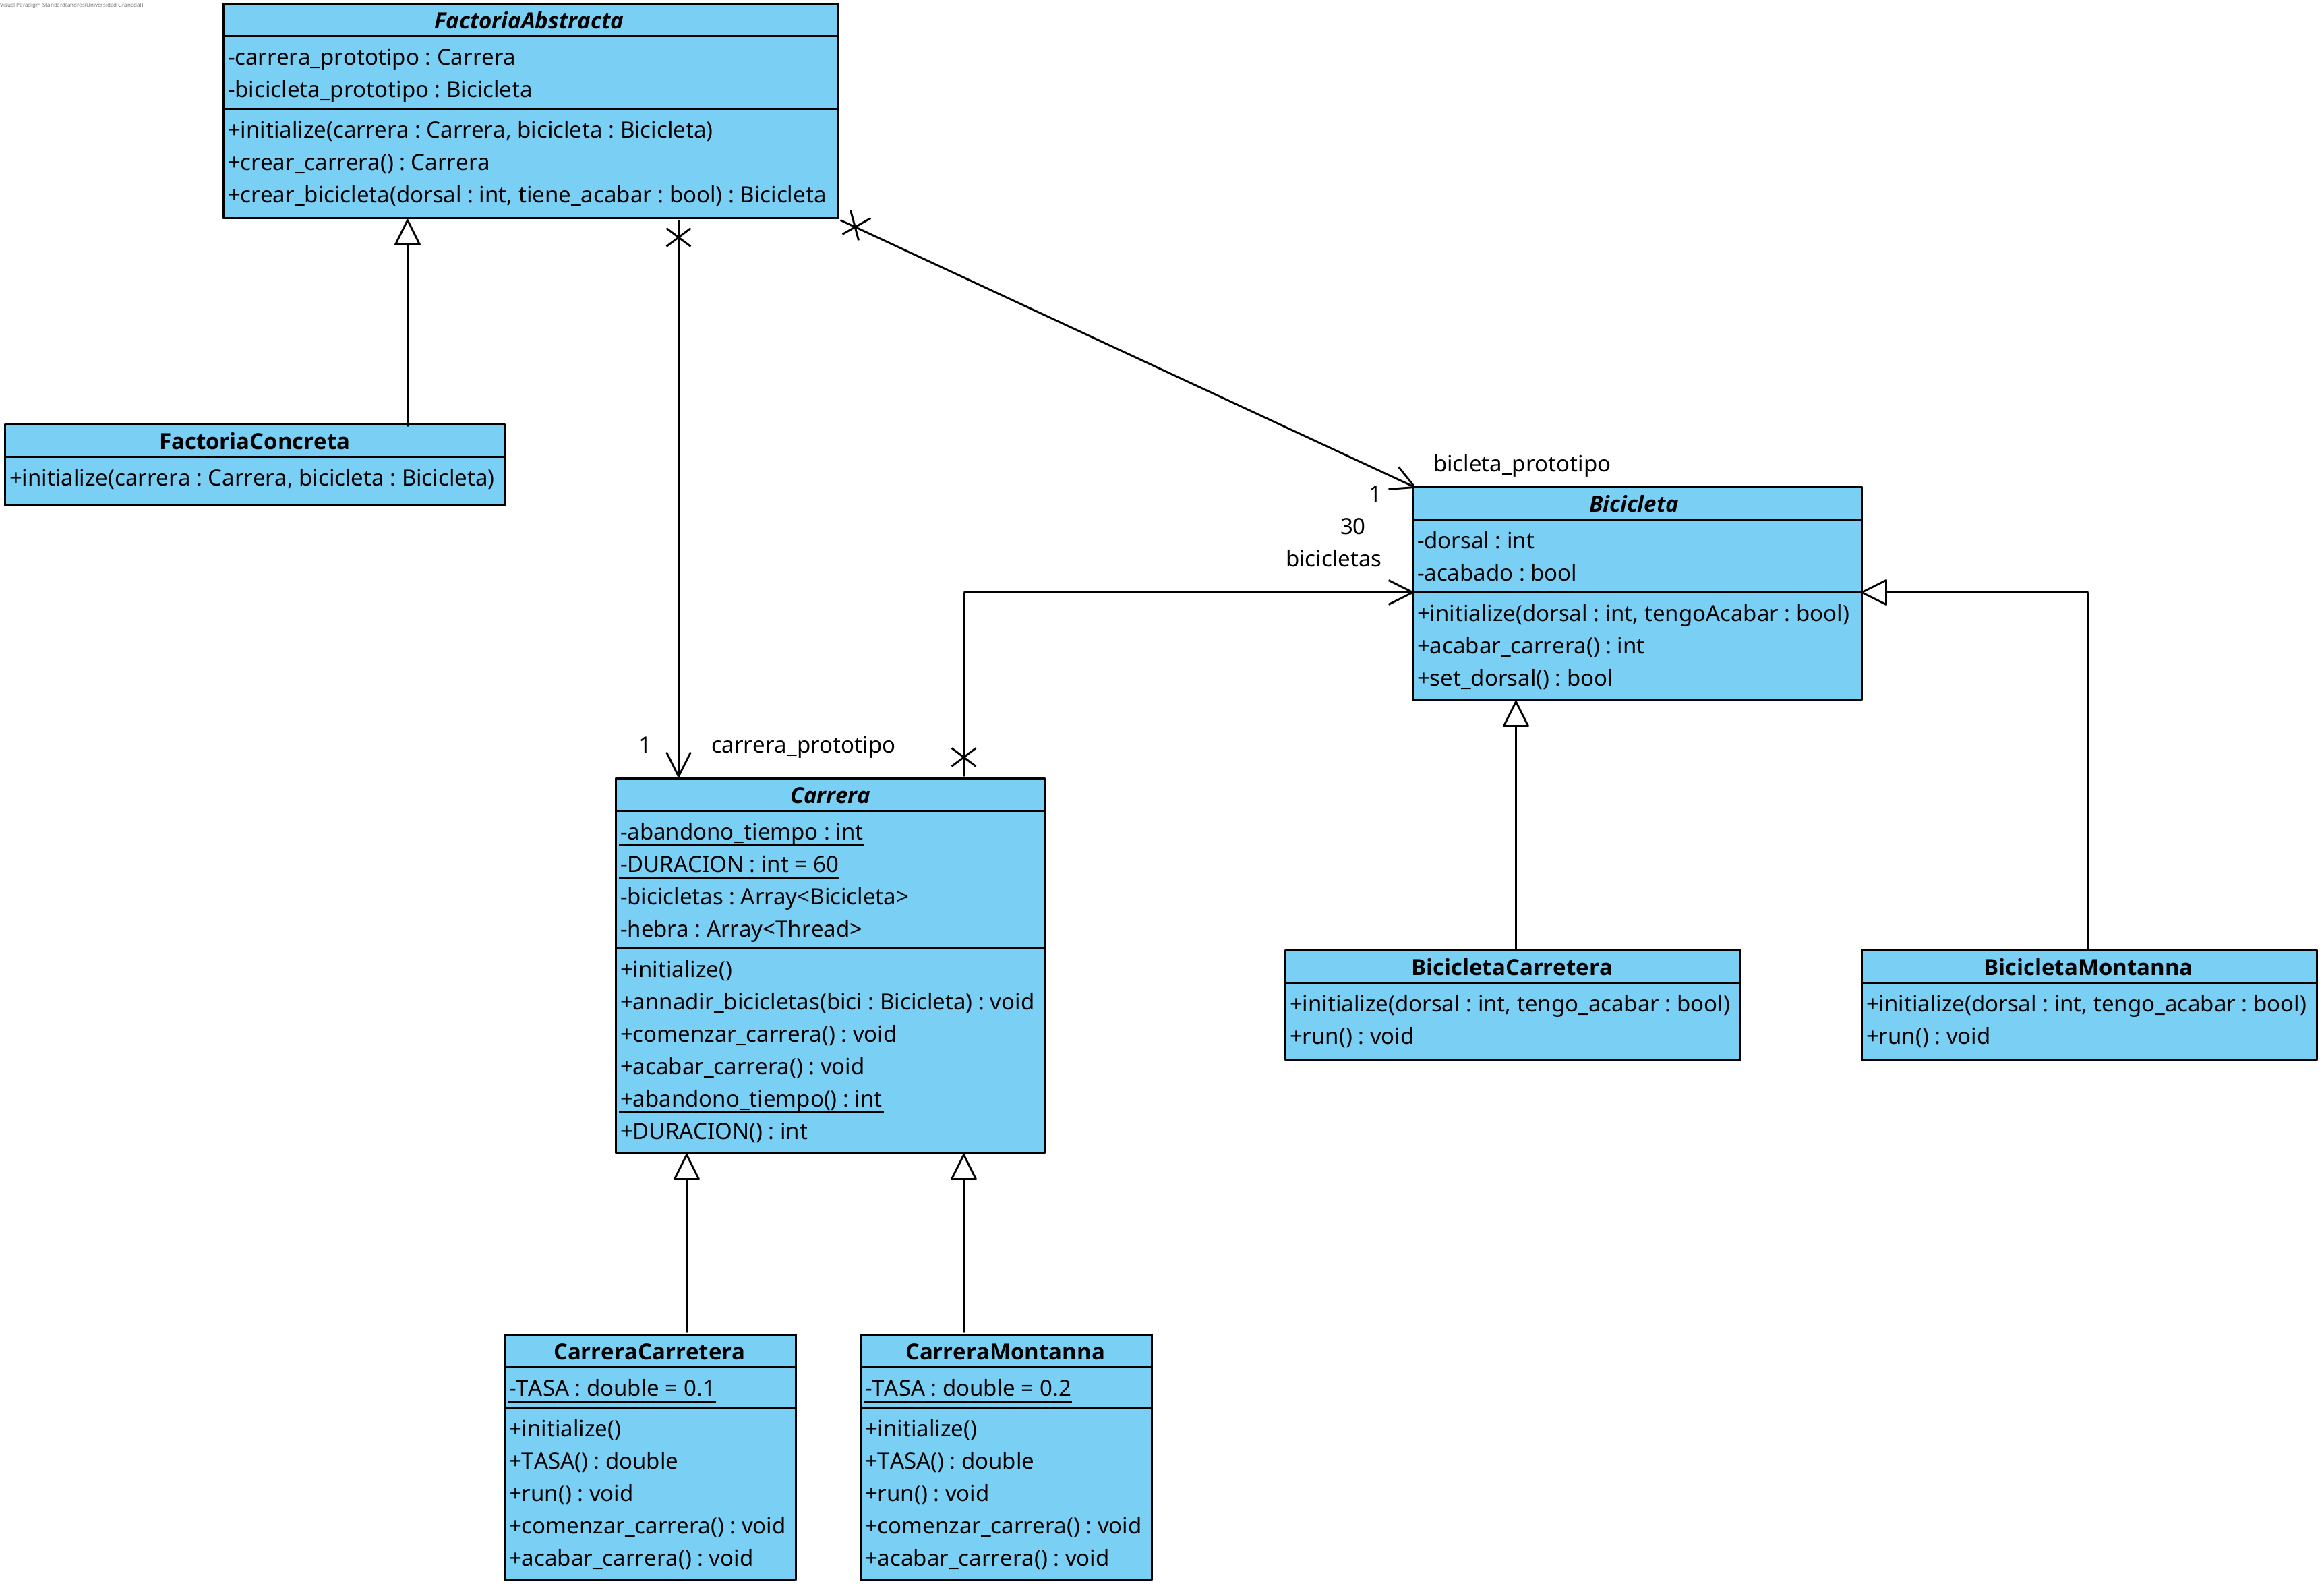 Visual Paradigm Standard(andres(Universidad Granada))
FactoriaAbstracta
-carrera_prototipo : Carrera
-bicicleta_prototipo : Bicicleta
+initialize(carrera : Carrera, bicicleta : Bicicleta)
+crear_carrera() : Carrera
+crear_bicicleta(dorsal : int, tiene_acabar : bool) : Bicicleta
FactoriaConcreta
+initialize(carrera : Carrera, bicicleta : Bicicleta)
bicleta_prototipo
1
30
bicicletas
Bicicleta
-dorsal : int
-acabado : bool
+initialize(dorsal : int, tengoAcabar : bool)
+acabar_carrera() : int
+set_dorsal() : bool
1
carrera_prototipo
Carrera
-abandono_tiempo : int
-DURACION : int = 60
-bicicletas : Array<Bicicleta>
-hebra : Array<Thread>
+initialize()
+annadir_bicicletas(bici : Bicicleta) : void
+comenzar_carrera() : void
+acabar_carrera() : void
+abandono_tiempo() : int
+DURACION() : int
BicicletaCarretera
+initialize(dorsal : int, tengo_acabar : bool)
+run() : void
BicicletaMontanna
+initialize(dorsal : int, tengo_acabar : bool)
+run() : void
CarreraCarretera
-TASA : double = 0.1
+initialize()
+TASA() : double
+run() : void
+comenzar_carrera() : void
+acabar_carrera() : void
CarreraMontanna
-TASA : double = 0.2
+initialize()
+TASA() : double
+run() : void
+comenzar_carrera() : void
+acabar_carrera() : void